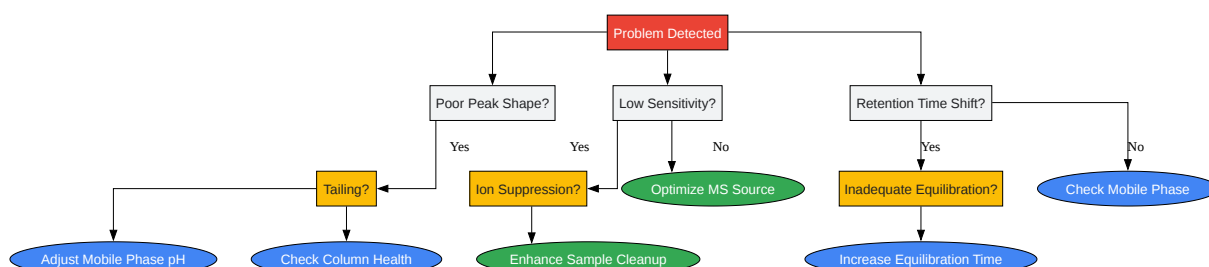 Problem Detected
Poor Peak Shape?
Low Sensitivity?
Retention Time Shift?
Yes
Yes
No
Yes
No
Tailing?
Ion Suppression?
Optimize MS Source
Inadequate Equilibration?
Check Mobile Phase
Adjust Mobile Phase pH
Check Column Health
Enhance Sample Cleanup
Increase Equilibration Time